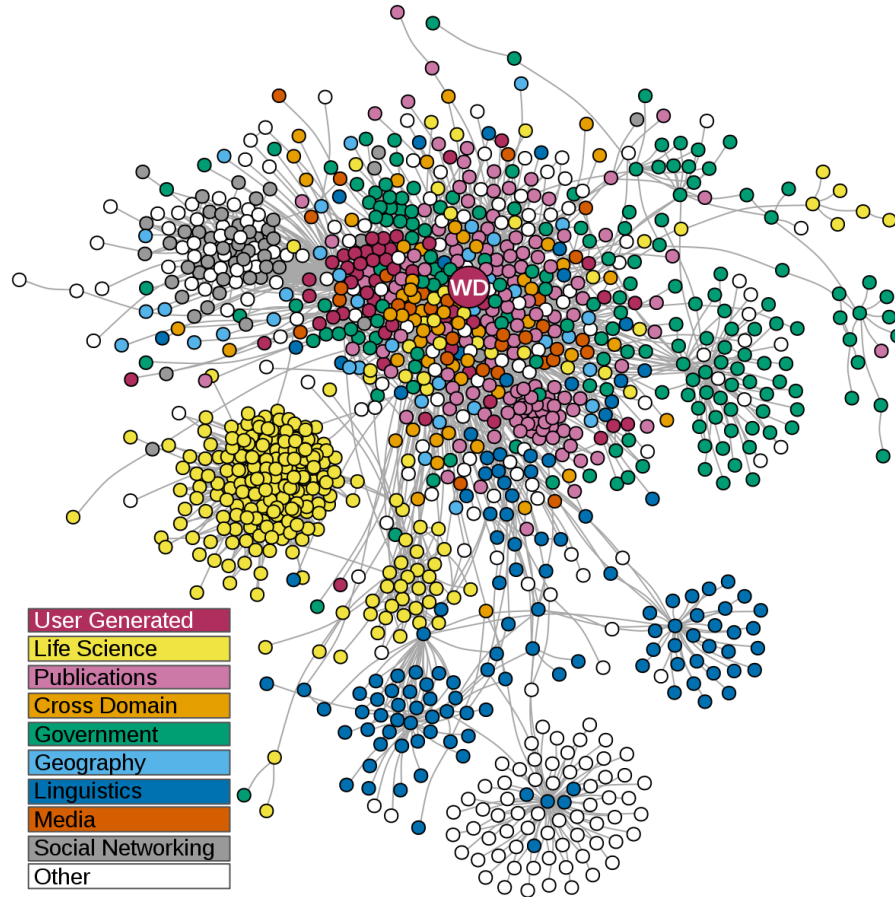 WD
User Generated
Life Science
Publications
Cross Domain
Government
Geography
Linguistics
Media
Social Networking
Other